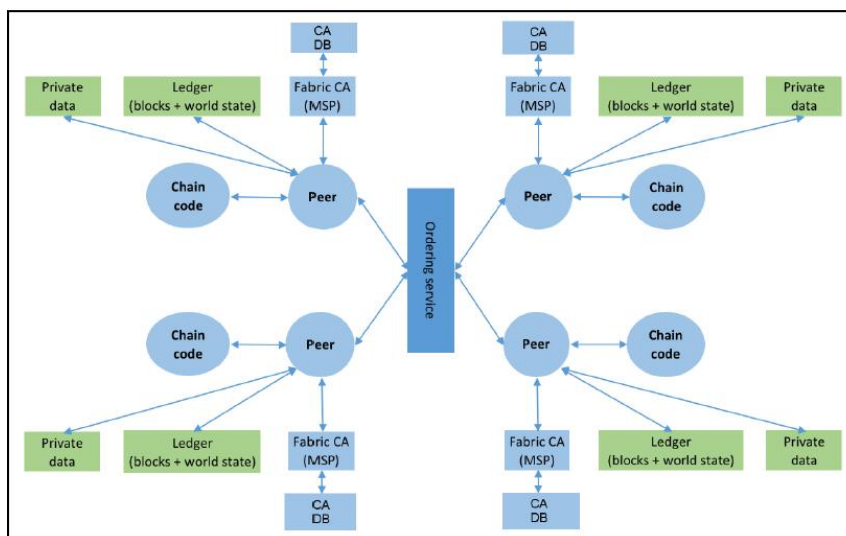 CA
DB
CA
DB
Private
data
Ledger
(blocks + world state)
Fabric CA
(MSP)
Fabric CA
(MSP)
Ledger
(blocks + world state)
Private
data
Chain
code
Peer
Peer
Chain
code
Ordering service
Chain
code
Peer
Peer
Chain
code
Private
data
Ledger
(blocks + world state)
Fabric CA
(MSP)
Fabric CA
(MSP)
Ledger
(blocks + world state)
Private
data
CA
DB
CA
DB